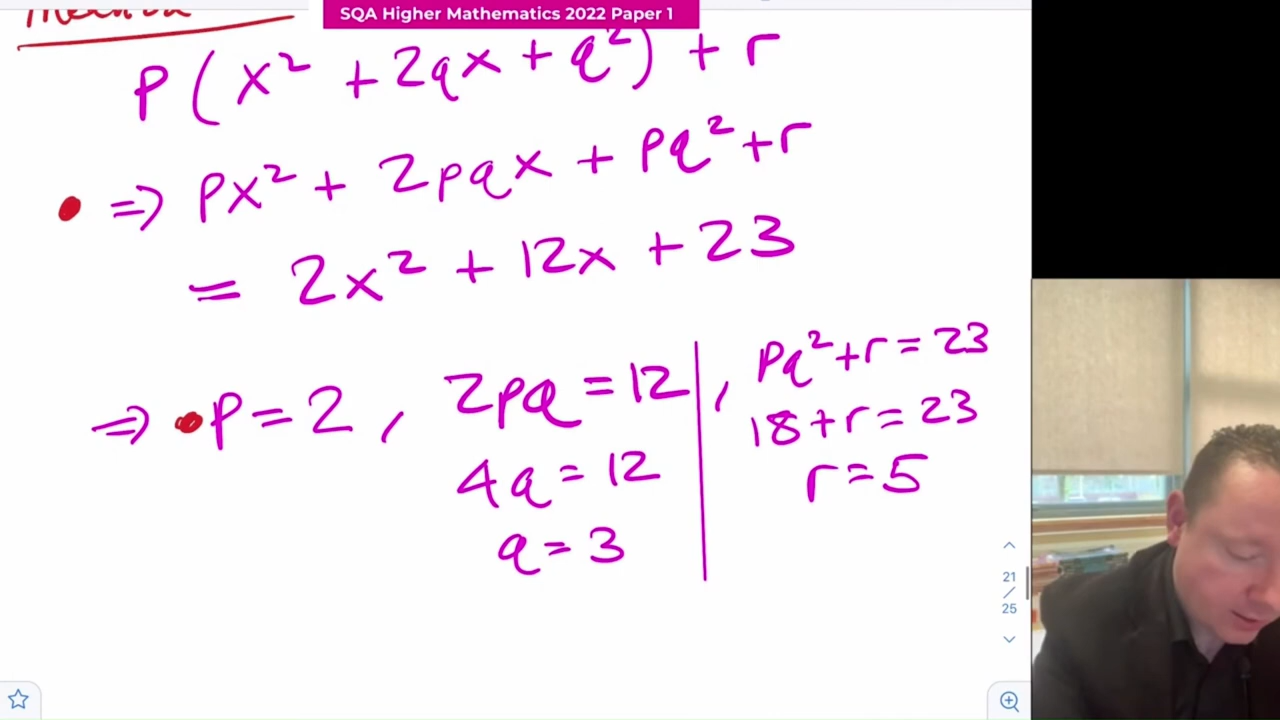 SQA Higher Mathematics 2022 Paper 1
P(x² + 2qx + q²) + r
⇒ Px² + 2pqx + pq² + r
= 2x² + 12x + 23
⇒ P = 2 , 2pq = 12 , pq² + r = 23
4q = 12
18 + r = 23
q = 3
r = 5
21
/
25